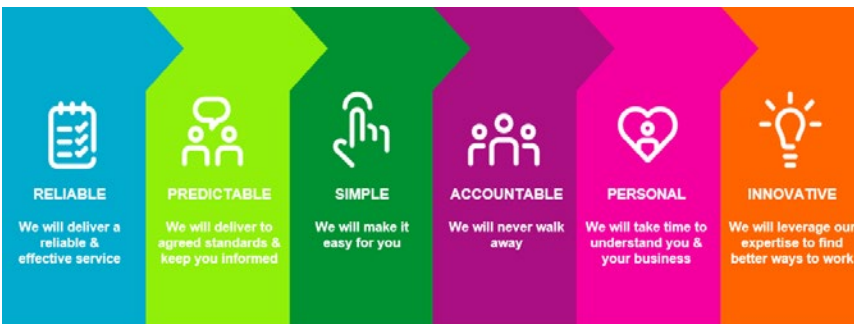 RELIABLE
We will deliver a
reliable &
effective service
PREDICTABLE
We will deliver to
agreed standards &
keep you informed
SIMPLE
We will make it
easy for you
ACCOUNTABLE
We will never walk
away
PERSONAL
We will take time to
understand you &
your business
INNOVATIVE
We will leverage our
expertise to find
better ways to work